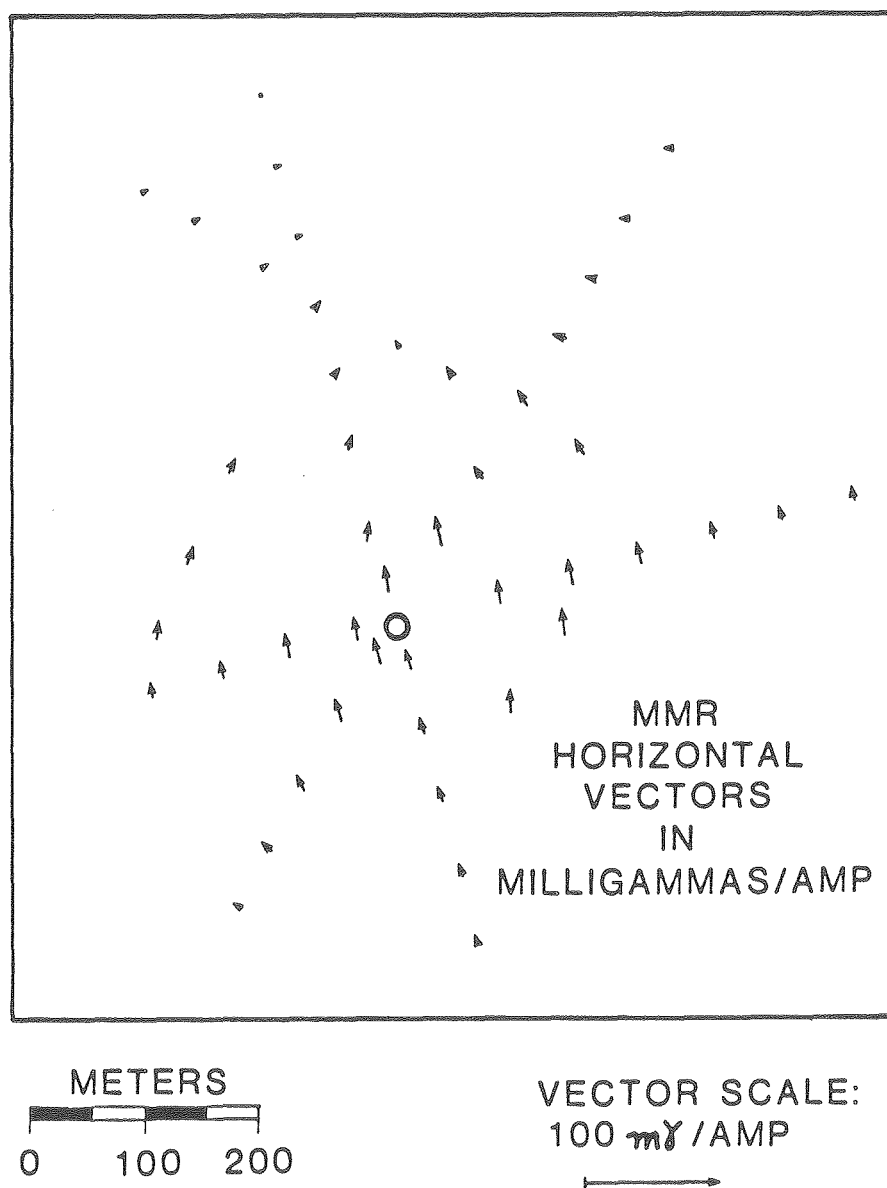 MMR
HORIZONTAL
VECTORS
IN
MILLIGAMMAS/AMP
METERS
0 100 200
VECTOR SCALE:
100 mγ/AMP